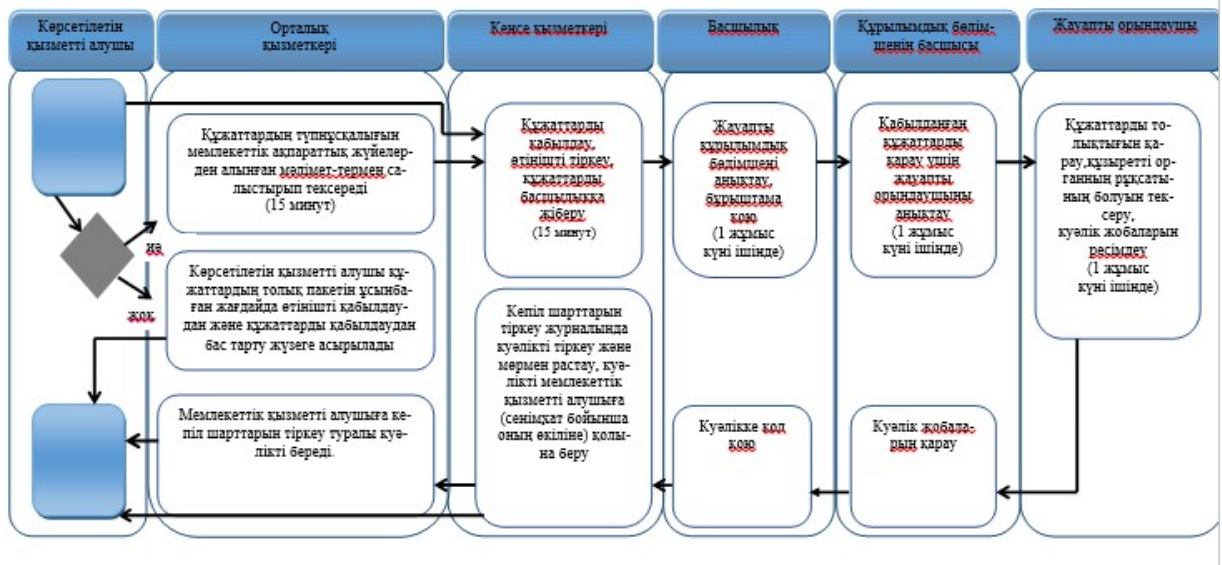 Көрсетілетін
қызметті алушы
Орталық
қызметкері
Кеңсе қызметкері
Басшылық
Құрылымдық бөлім-
шенің басшысы
Жауапты орындаушы
Құжаттардың түпнұсқалығын
мемлекеттік ақпараттық жүйелер-
ден алынған мәлімет-термен са-
лыстырып тексереді
(15 минут)
иә
жоқ
Көрсетілетін қызметті алушы құ-
жаттардың толық пакетін ұсынба-
ған жағдайда өтінішті қабылдау-
дан және құжаттарды қабылдаудан
бас тарту жүзеге асырылады
Мемлекеттік қызметті алушыға ке-
піл шарттарын тіркеу туралы куә-
лікті береді.
Құжаттарды
қабылдау,
өтінішті тіркеу,
құжаттарды
басшылыққа
жіберу
(15 минут)
Кепіл шарттарын
тіркеу журналында
куәлікті тіркеу және
мөрмен растау, куә-
лікті мемлекеттік
қызметті алушыға
(сенімхат бойынша
оның өкіліне) қолы-
на беру
Жауапты
құрылымдық
бөлімшені
анықтау,
бұрыштама
қою
(1 жұмыс
күні ішінде)
Куәлікке қол
қою
Қабылданған
құжаттарды
қарау үшін
жауапты
орындаушыны
анықтау
(1 жұмыс
күні ішінде)
Куәлік жобала-
рын қарау
Құжаттарды то-
лықтығын қа-
рау,құзыретті ор-
ганның рұқсаты-
ның болуын тек-
серу,
куәлік жобаларын
ресімдеу
(1 жұмыс
күні ішінде)